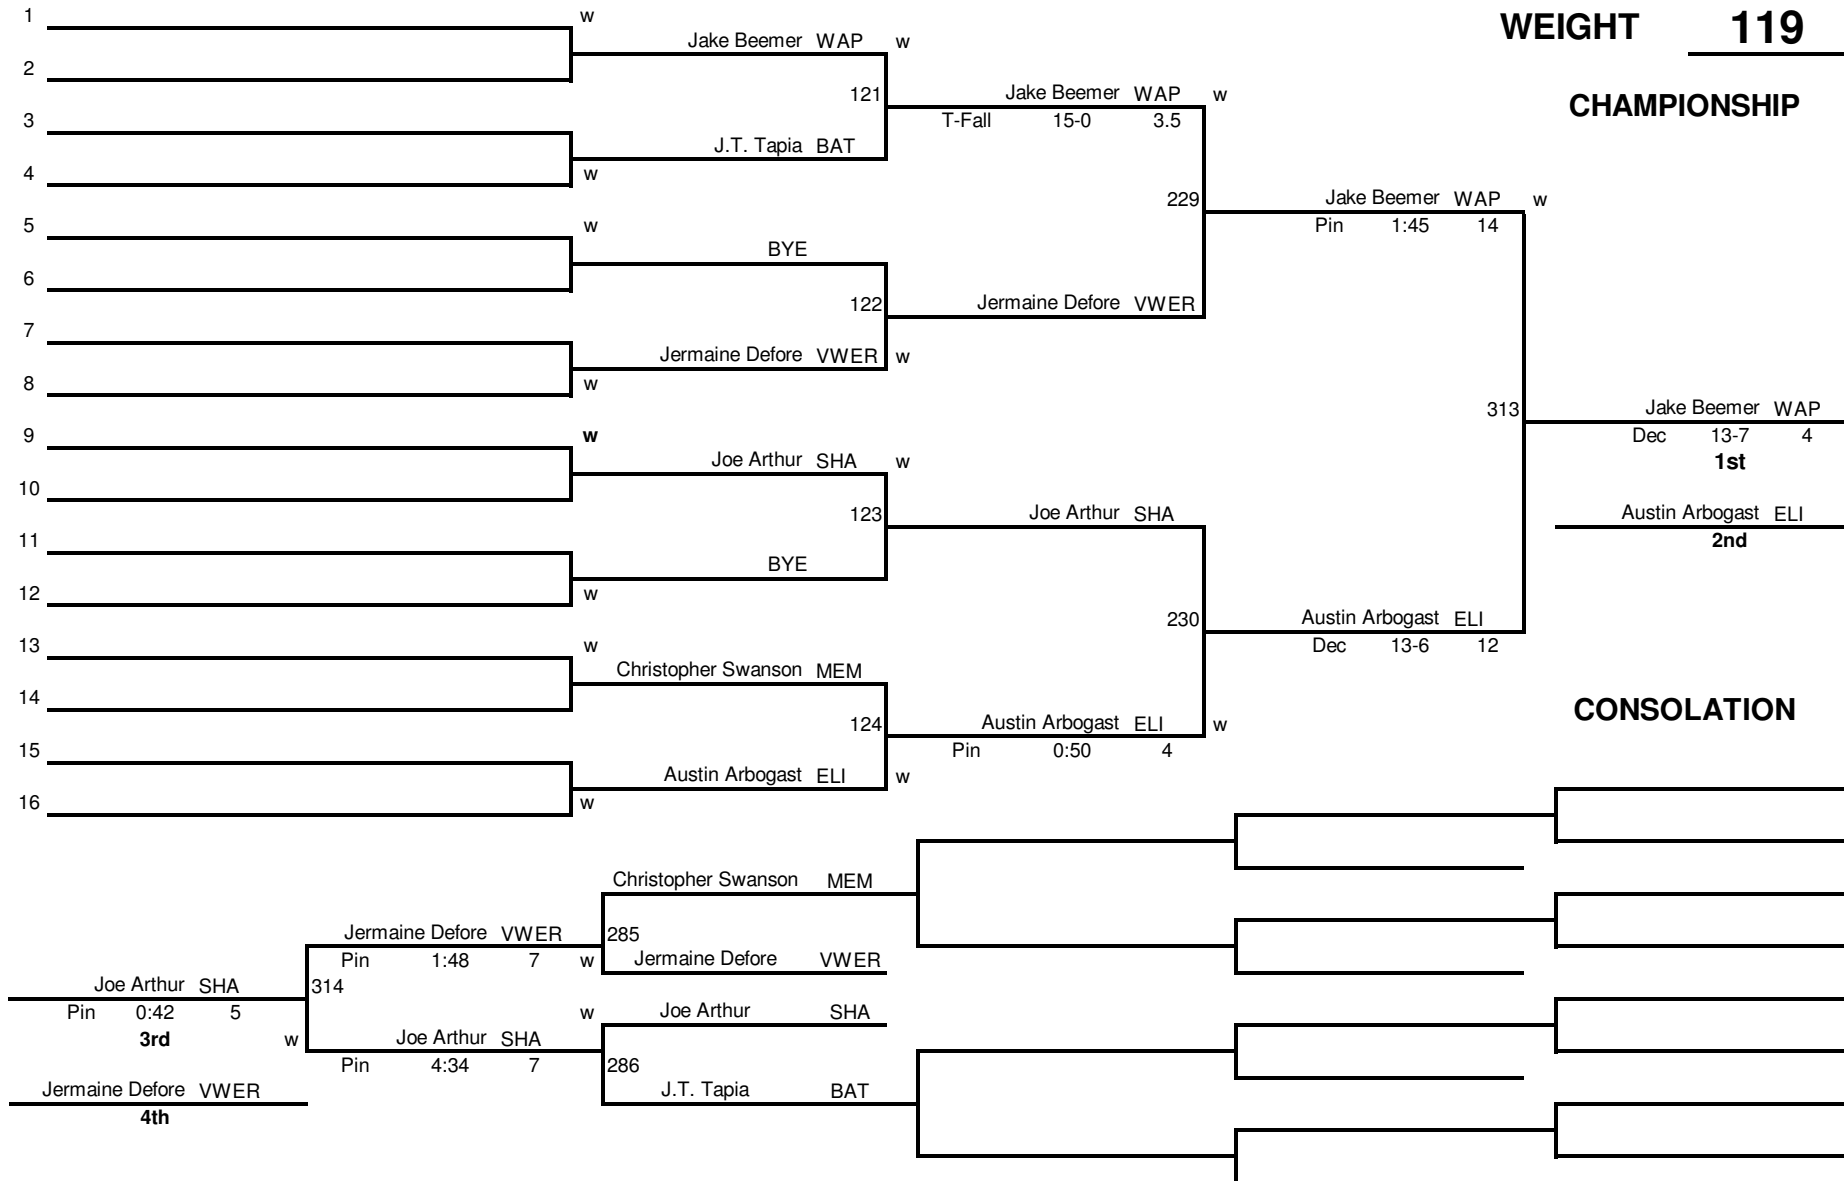 1 w
WEIGHT 119
Jake Beemer WAP w
2
121 Jake Beemer WAP w
CHAMPIONSHIP
3 T-Fall 15-0 3.5
J.T. Tapia BAT
4 w
229 Jake Beemer WAP w
5 w Pin 1:45 14
BYE
6
122 Jermaine Defore VWER
7
Jermaine Defore VWER w
8 w
313 Jake Beemer WAP
9 w Dec 13-7 4
Joe Arthur SHA w 1st
10
123 Joe Arthur SHA Austin Arbogast ELI
11 2nd
BYE
12 w
230 Austin Arbogast ELI
13 w Dec 13-6 12
Christopher Swanson MEM
14
CONSOLATION
124 Austin Arbogast ELI w
15 Pin 0:50 4
Austin Arbogast ELI w
16 w
Christopher Swanson MEM
Jermaine Defore VWER 285
Pin 1:48 7 w Jermaine Defore VWER
Joe Arthur SHA 314
Pin 0:42 5 w Joe Arthur SHA
3rd w Joe Arthur SHA
Pin 4:34 7 286
Jermaine Defore VWER J.T. Tapia BAT
4th